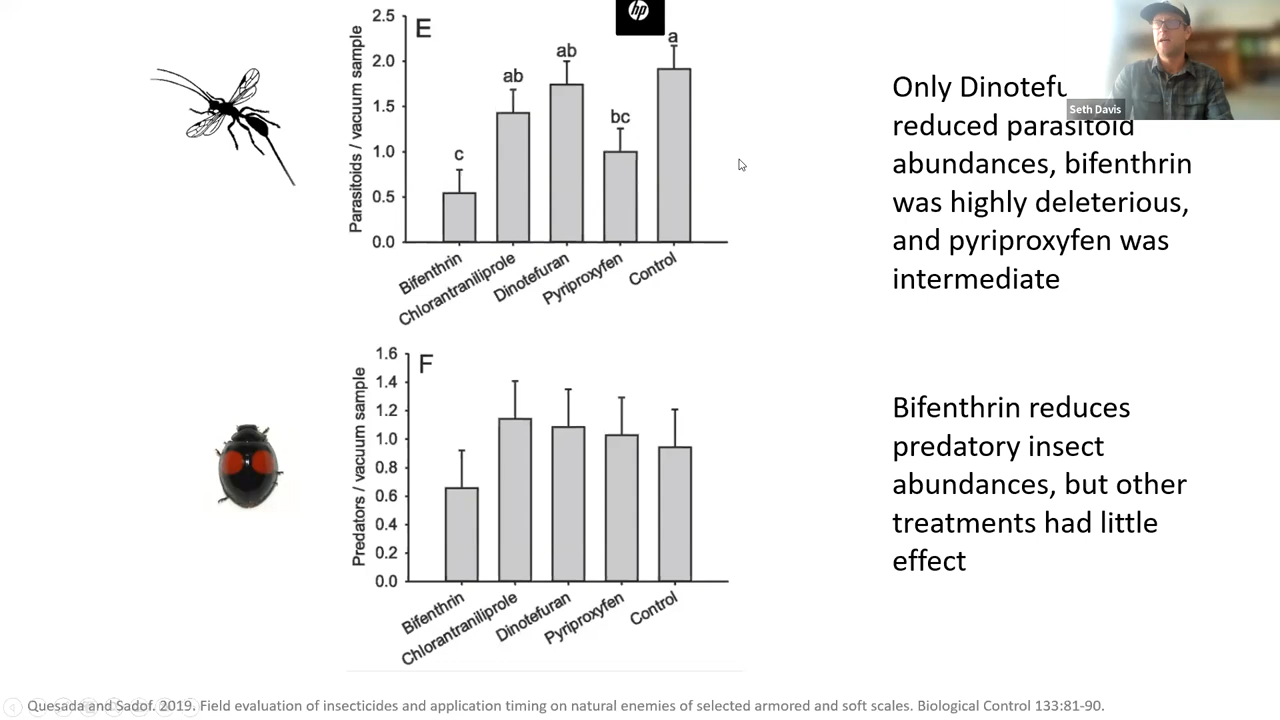 E
hp
Parasitoids / vacuum sample
2.5
2.0
1.5
1.0
0.5
0.0
c
ab
ab
bc
a
Bifenthrin
Chlorantraniliprole
Dinotefuran
Pyriproxyfen
Control
Seth Davis
Only
reduced parasitoid
abundances, bifenthrin
was highly deleterious,
and pyriproxyfen was
intermediate
F
Predators / vacuum sample
1.6
1.4
1.2
1.0
0.8
0.6
0.4
0.2
0.0
Bifenthrin
Chlorantraniliprole
Dinotefuran
Pyriproxyfen
Control
Bifenthrin reduces
predatory insect
abundances, but other
treatments had little
effect
Quesada and Sadof. 2019. Field evaluation of insecticides and application timing on natural enemies of selected armored and soft scales. Biological Control 133:81-90.